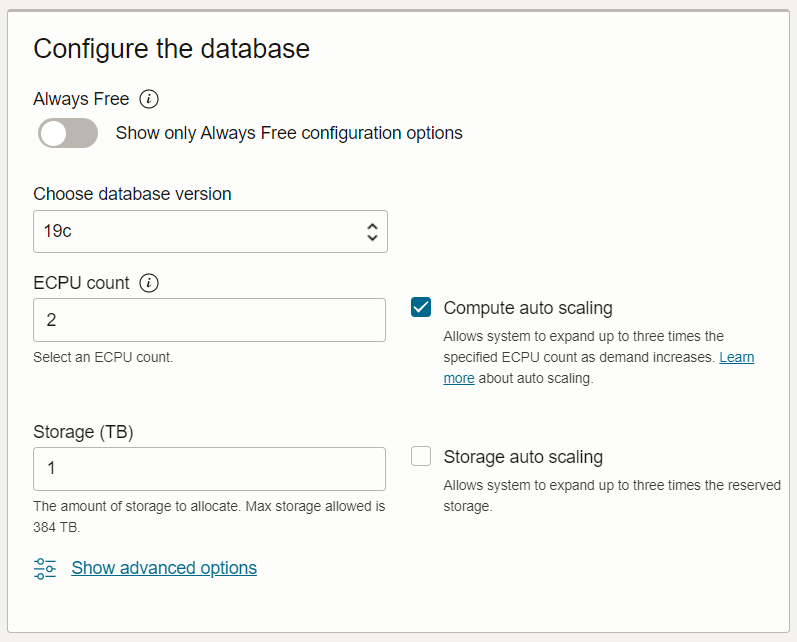 Configure the database
Always Free
Show only Always Free configuration options
Choose database version
19c
ECPU count
2
Select an ECPU count.
Compute auto scaling
Allows system to expand up to three times the
specified ECPU count as demand increases. Learn
more about auto scaling.
Storage (TB)
1
The amount of storage to allocate. Max storage allowed is
384 TB.
Storage auto scaling
Allows system to expand up to three times the reserved
storage.
Show advanced options